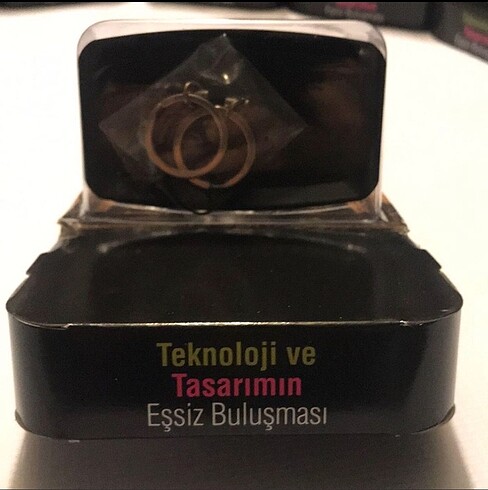 Teknoloji ve
Tasarımın
Eşsiz Buluşması